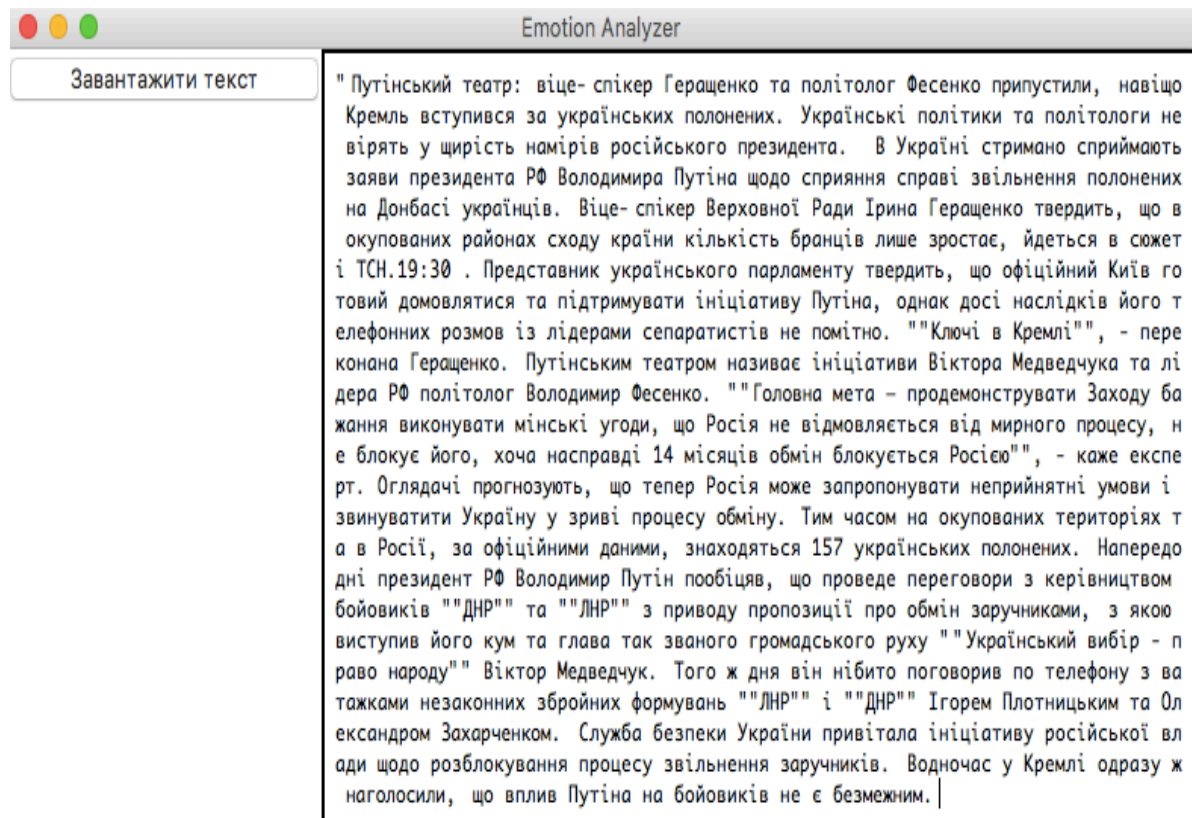 Emotion Analyzer
Завантажити текст
" Путінський театр: віце- спікер Геращенко та політолог Фесенко припустили, навіщо
Кремль вступився за українських полонених. Українські політики та політологи не
вірять у щирість намірів російського президента.  В Україні стримано сприймають
заяви президента РФ Володимира Путіна щодо сприяння справі звільнення полонених
на Донбасі українців. Віце- спікер Верховної Ради Ірина Геращенко твердить, що в
окупованих районах сходу країни кількість бранців лише зростає, йдеться в сюжет
і ТСН.19:30 . Представник українського парламенту твердить, що офіційний Київ го
товий домовлятися та підтримувати ініціативу Путіна, однак досі наслідків його т
елефонних розмов із лідерами сепаратистів не помітно. ""Ключі в Кремлі"", - пере
конана Геращенко. Путінським театром називає ініціативи Віктора Медведчука та лі
дера РФ політолог Володимир Фесенко. ""Головна мета – продемонструвати Заходу ба
жання виконувати мінські угоди, що Росія не відмовляється від мирного процесу, н
е блокує його, хоча насправді 14 місяців обмін блокується Росією"", - каже експе
рт. Оглядачі прогнозують, що тепер Росія може запропонувати неприйнятні умови і
звинуватити Україну у зриві процесу обміну. Тим часом на окупованих територіях т
а в Росії, за офіційними даними, знаходяться 157 українських полонених. Напередо
дні президент РФ Володимир Путін пообіцяв, що проведе переговори з керівництвом
бойовиків ""ДНР"" та ""ЛНР"" з приводу пропозиції про обмін заручниками, з якою
виступив його кум та глава так званого громадського руху ""Український вибір - п
раво народу"" Віктор Медведчук. Того ж дня він нібито поговорив по телефону з ва
тажками незаконних збройних формувань ""ЛНР"" і ""ДНР"" Ігорем Плотницьким та Ол
ександром Захарченком.  Служба безпеки України привітала ініціативу російської вл
ади щодо розблокування процесу звільнення заручників. Водночас у Кремлі одразу ж
наголосили, що вплив Путіна на бойовиків не є безмежним.